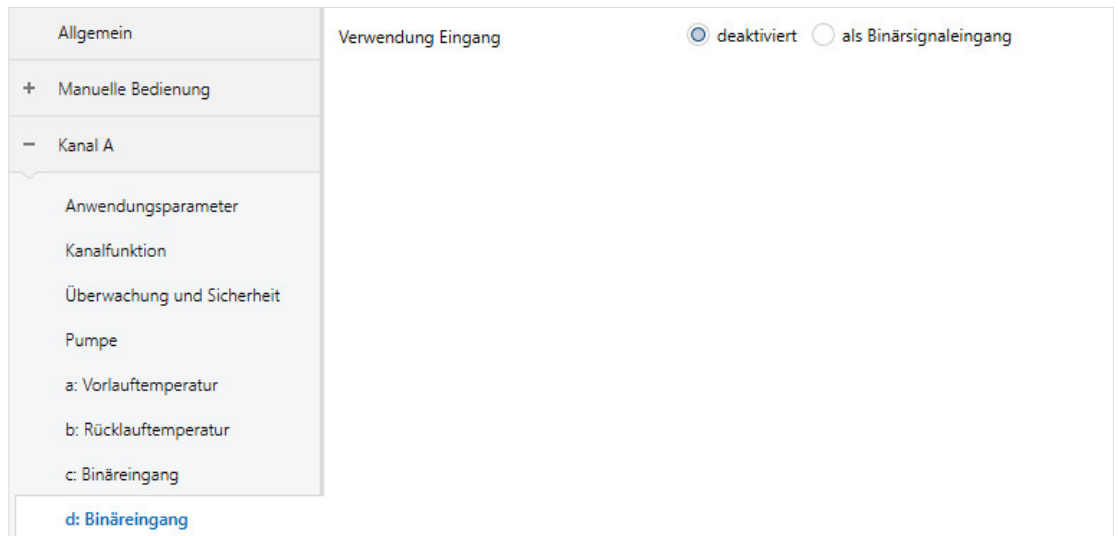 Allgemein
Verwendung Eingang deaktiviert als Binärsignaleingang
+ Manuelle Bedienung
− Kanal A
Anwendungsparameter
Kanalfunktion
Überwachung und Sicherheit
Pumpe
a: Vorlauftemperatur
b: Rücklauftemperatur
c: Binäreingang
d: Binäreingang